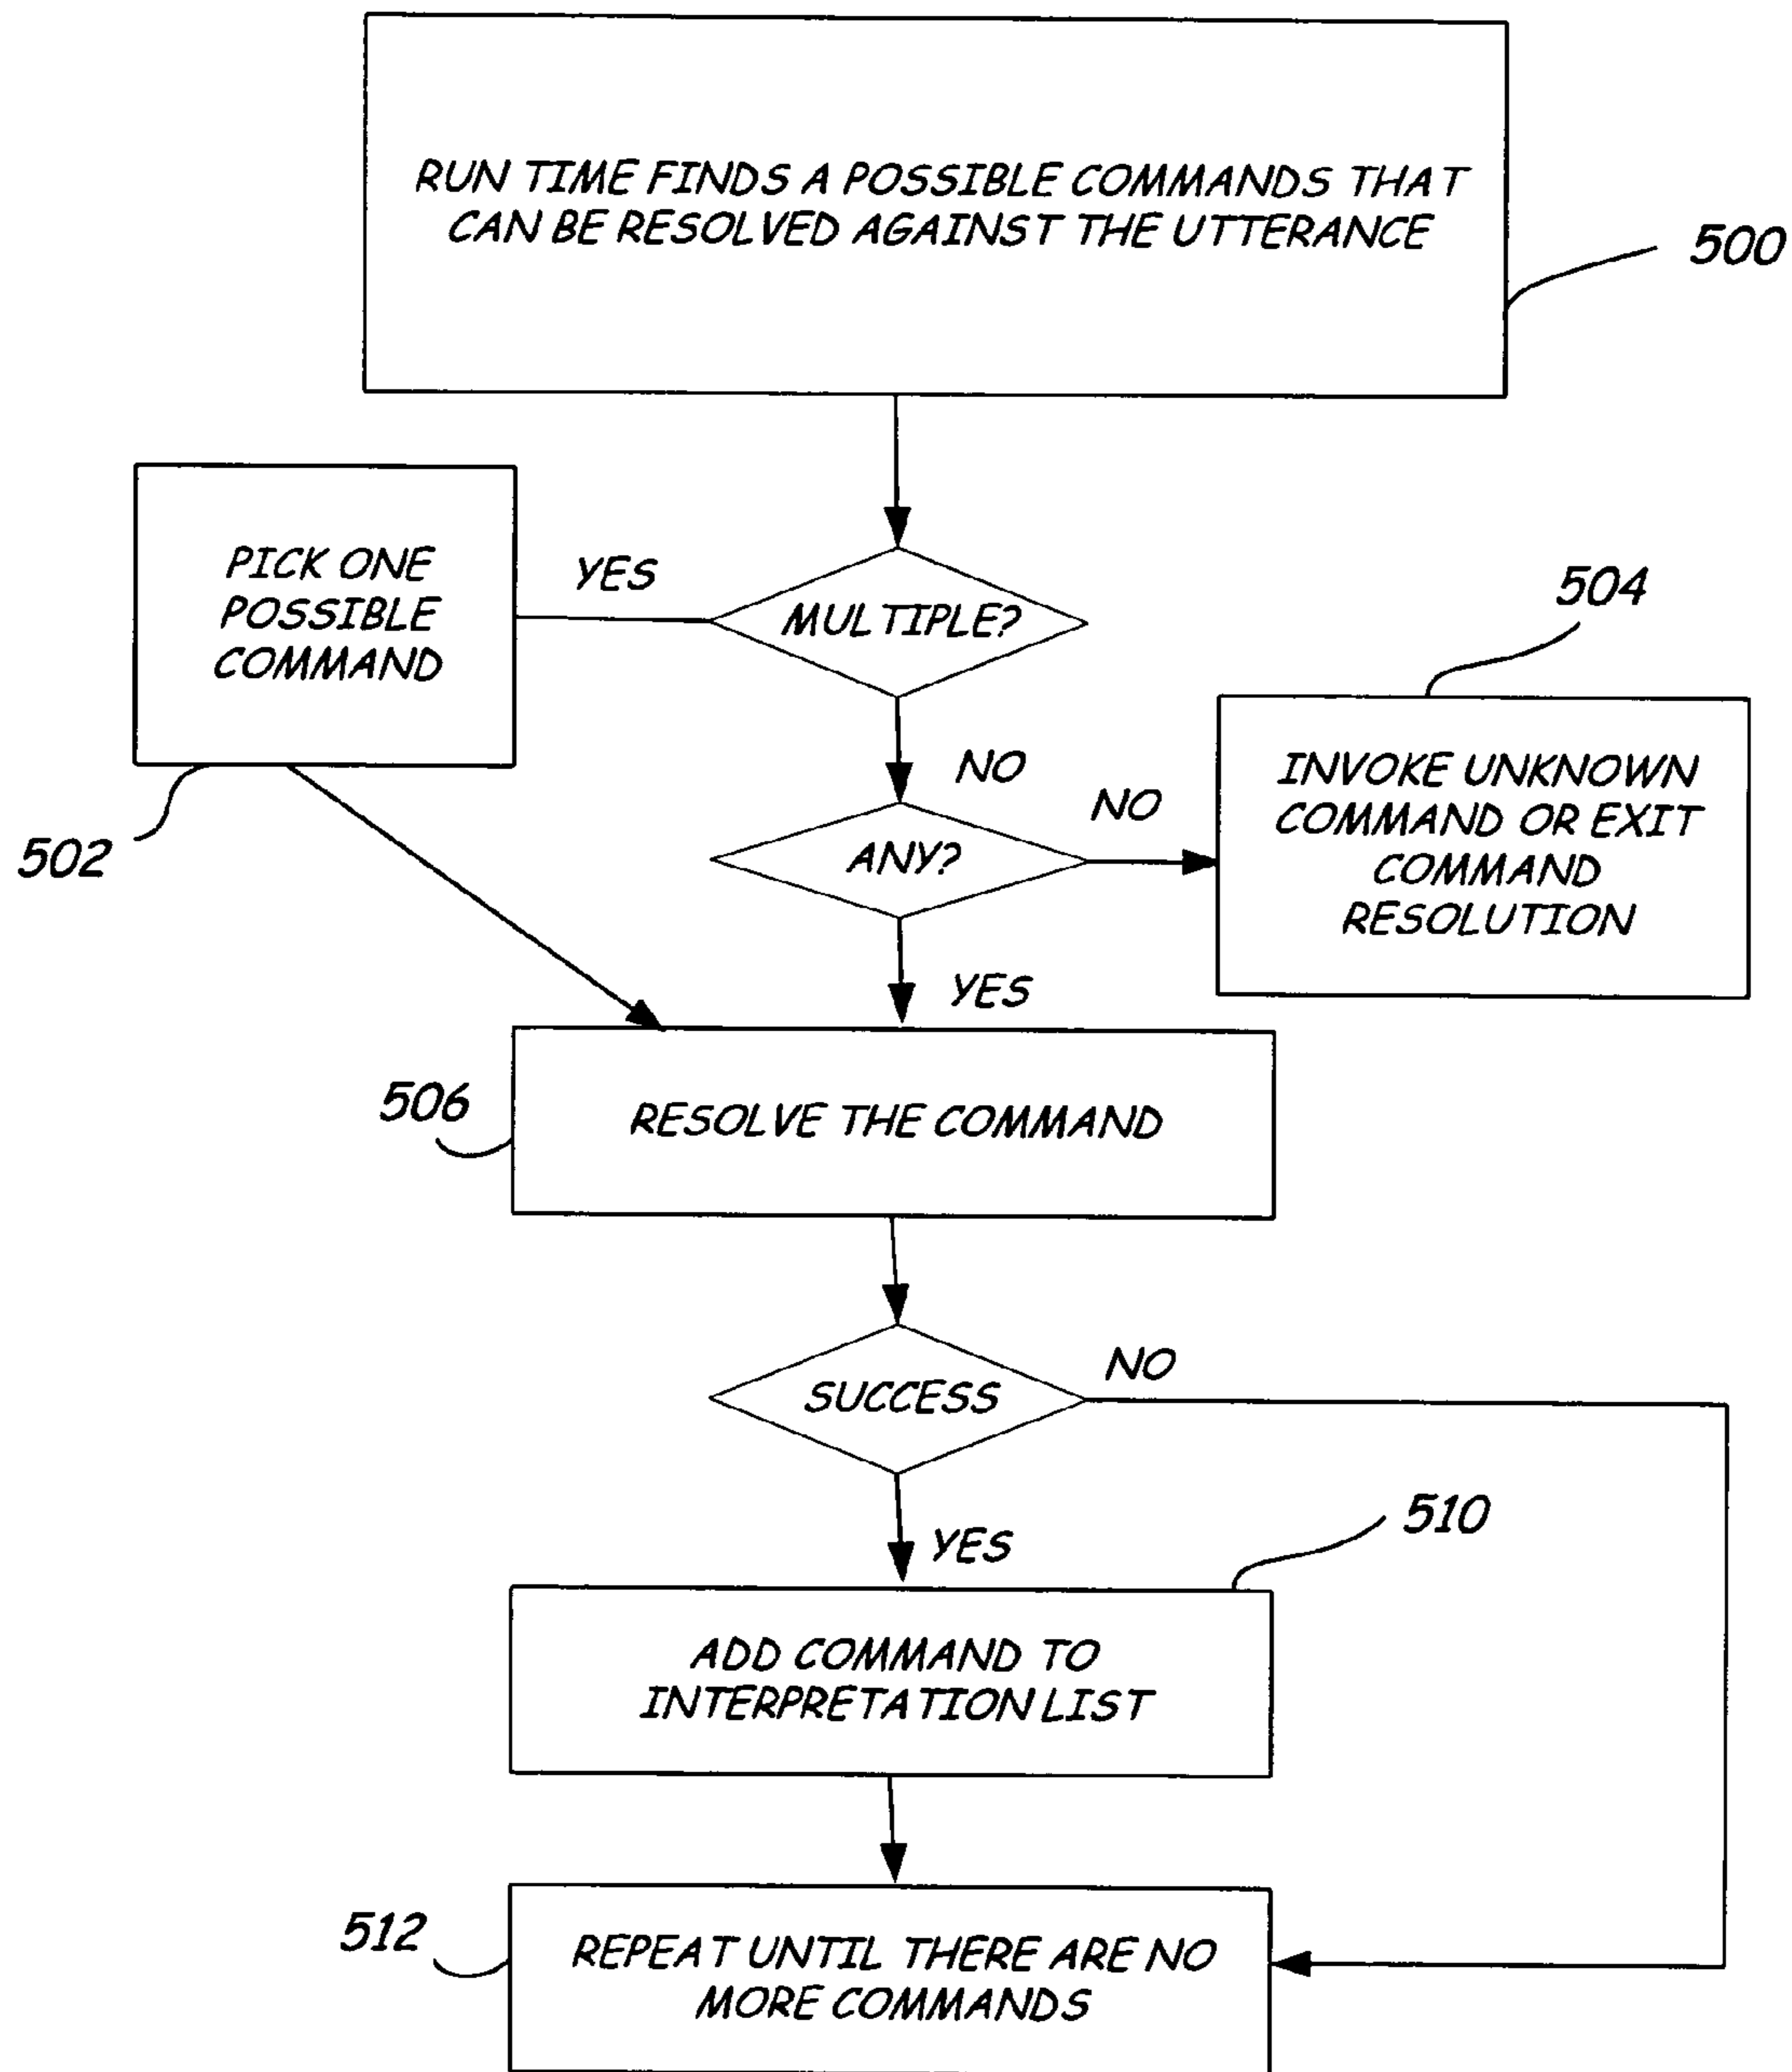 RUN TIME FINDS A POSSIBLE COMMANDS THAT
CAN BE RESOLVED AGAINST THE UTTERANCE
500
PICK ONE
POSSIBLE
COMMAND
YES
MULTIPLE?
504
502
NO
NO
ANY?
INVOKE UNKNOWN
COMMAND OR EXIT
COMMAND
RESOLUTION
YES
506
RESOLVE THE COMMAND
SUCCESS
NO
YES
510
ADD COMMAND TO
INTERPRETATION LIST
512
REPEAT UNTIL THERE ARE NO
MORE COMMANDS